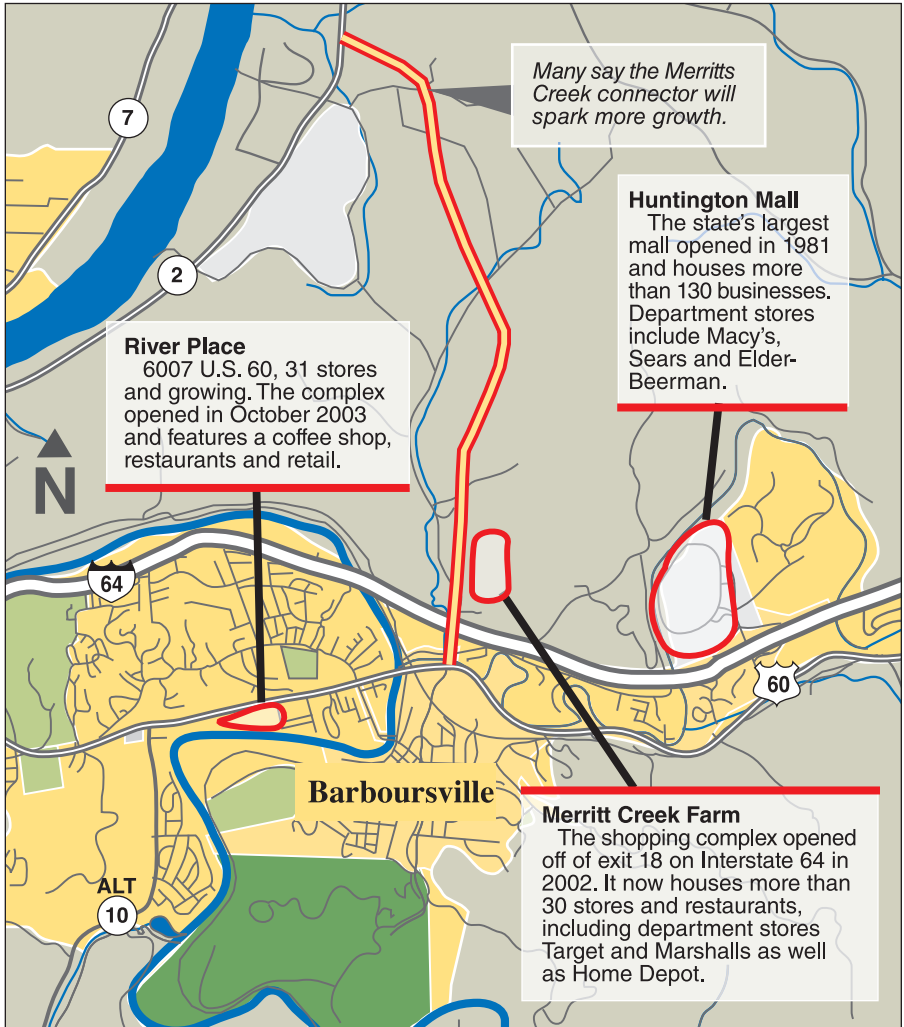 Many say the Merritts
Creek connector will
spark more growth.
7
2
Huntington Mall
The state's largest
mall opened in 1981
and houses more
than 130 businesses.
Department stores
include Macy's,
Sears and Elder-
Beerman.
River Place
6007 U.S. 60, 31 stores
and growing. The complex
opened in October 2003
and features a coffee shop,
restaurants and retail.
N
64
60
Barboursville
Merritt Creek Farm
The shopping complex opened
off of exit 18 on Interstate 64 in
2002. It now houses more than
30 stores and restaurants,
including department stores
Target and Marshalls as well
as Home Depot.
ALT
10